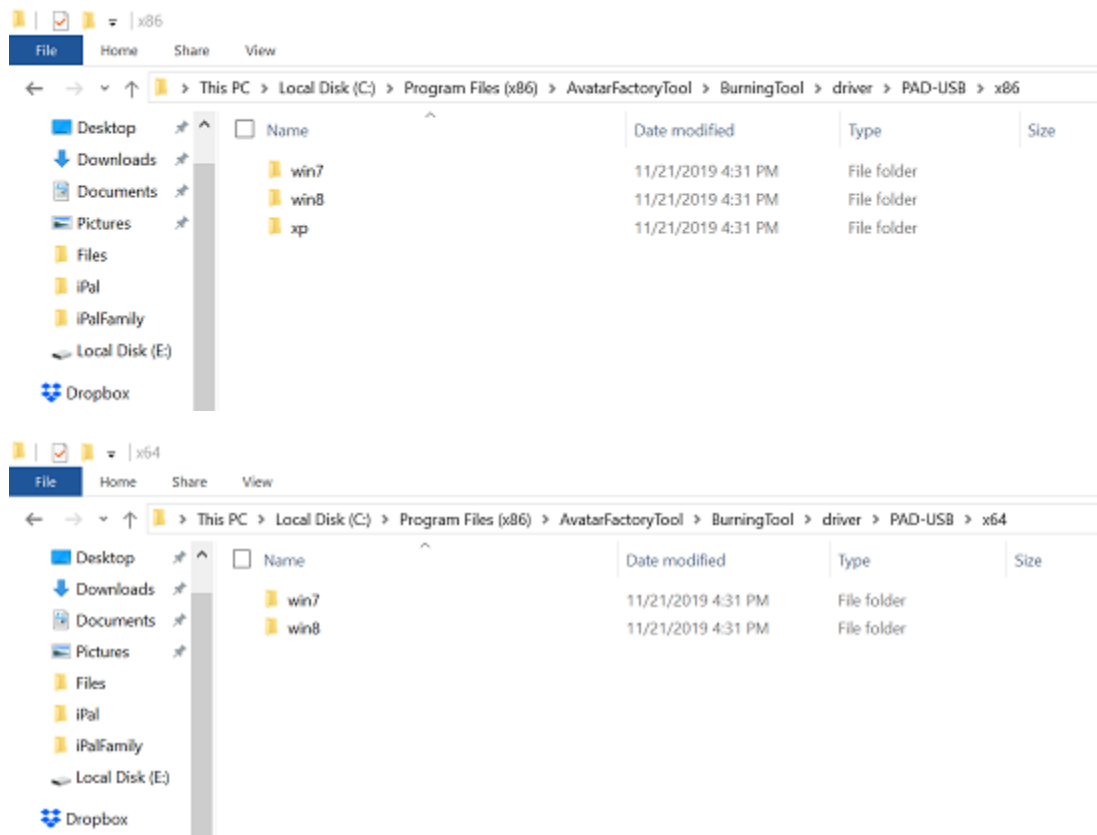 x86
File Home Share View
This PC > Local Disk (C:) > Program Files (x86) > AvatarFactoryTool > BurningTool > driver > PAD-USB > x86
Desktop
Downloads
Documents
Pictures
Files
iPal
iPalFamily
Local Disk (E:)
Dropbox
Name Date modified Type Size
win7 11/21/2019 4:31 PM File folder
win8 11/21/2019 4:31 PM File folder
xp 11/21/2019 4:31 PM File folder
x64
File Home Share View
This PC > Local Disk (C:) > Program Files (x86) > AvatarFactoryTool > BurningTool > driver > PAD-USB > x64
Desktop
Downloads
Documents
Pictures
Files
iPal
iPalFamily
Local Disk (E:)
Dropbox
Name Date modified Type Size
win7 11/21/2019 4:31 PM File folder
win8 11/21/2019 4:31 PM File folder